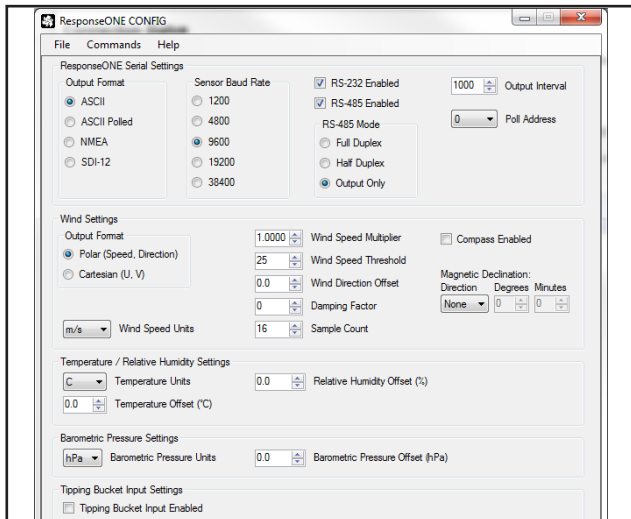 ResponseONE CONFIG
File Commands Help
ResponseONE Serial Settings
Output Format
ASCII
ASCII Polled
NMEA
SDI-12
Sensor Baud Rate
1200
4800
9600
19200
38400
RS-232 Enabled
RS-485 Enabled
RS-485 Mode
Full Duplex
Half Duplex
Output Only
1000 Output Interval
0 Poll Address
Wind Settings
Output Format
Polar (Speed, Direction)
Cartesian (U, V)
m/s Wind Speed Units
1.0000 Wind Speed Multiplier
25 Wind Speed Threshold
0.0 Wind Direction Offset
0 Damping Factor
16 Sample Count
Compass Enabled
Magnetic Declination:
Direction Degrees Minutes
None 0 0
Temperature / Relative Humidity Settings
C Temperature Units
0.0 Relative Humidity Offset (%)
0.0 Temperature Offset (°C)
Barometric Pressure Settings
hPa Barometric Pressure Units
0.0 Barometric Pressure Offset (hPa)
Tipping Bucket Input Settings
Tipping Bucket Input Enabled